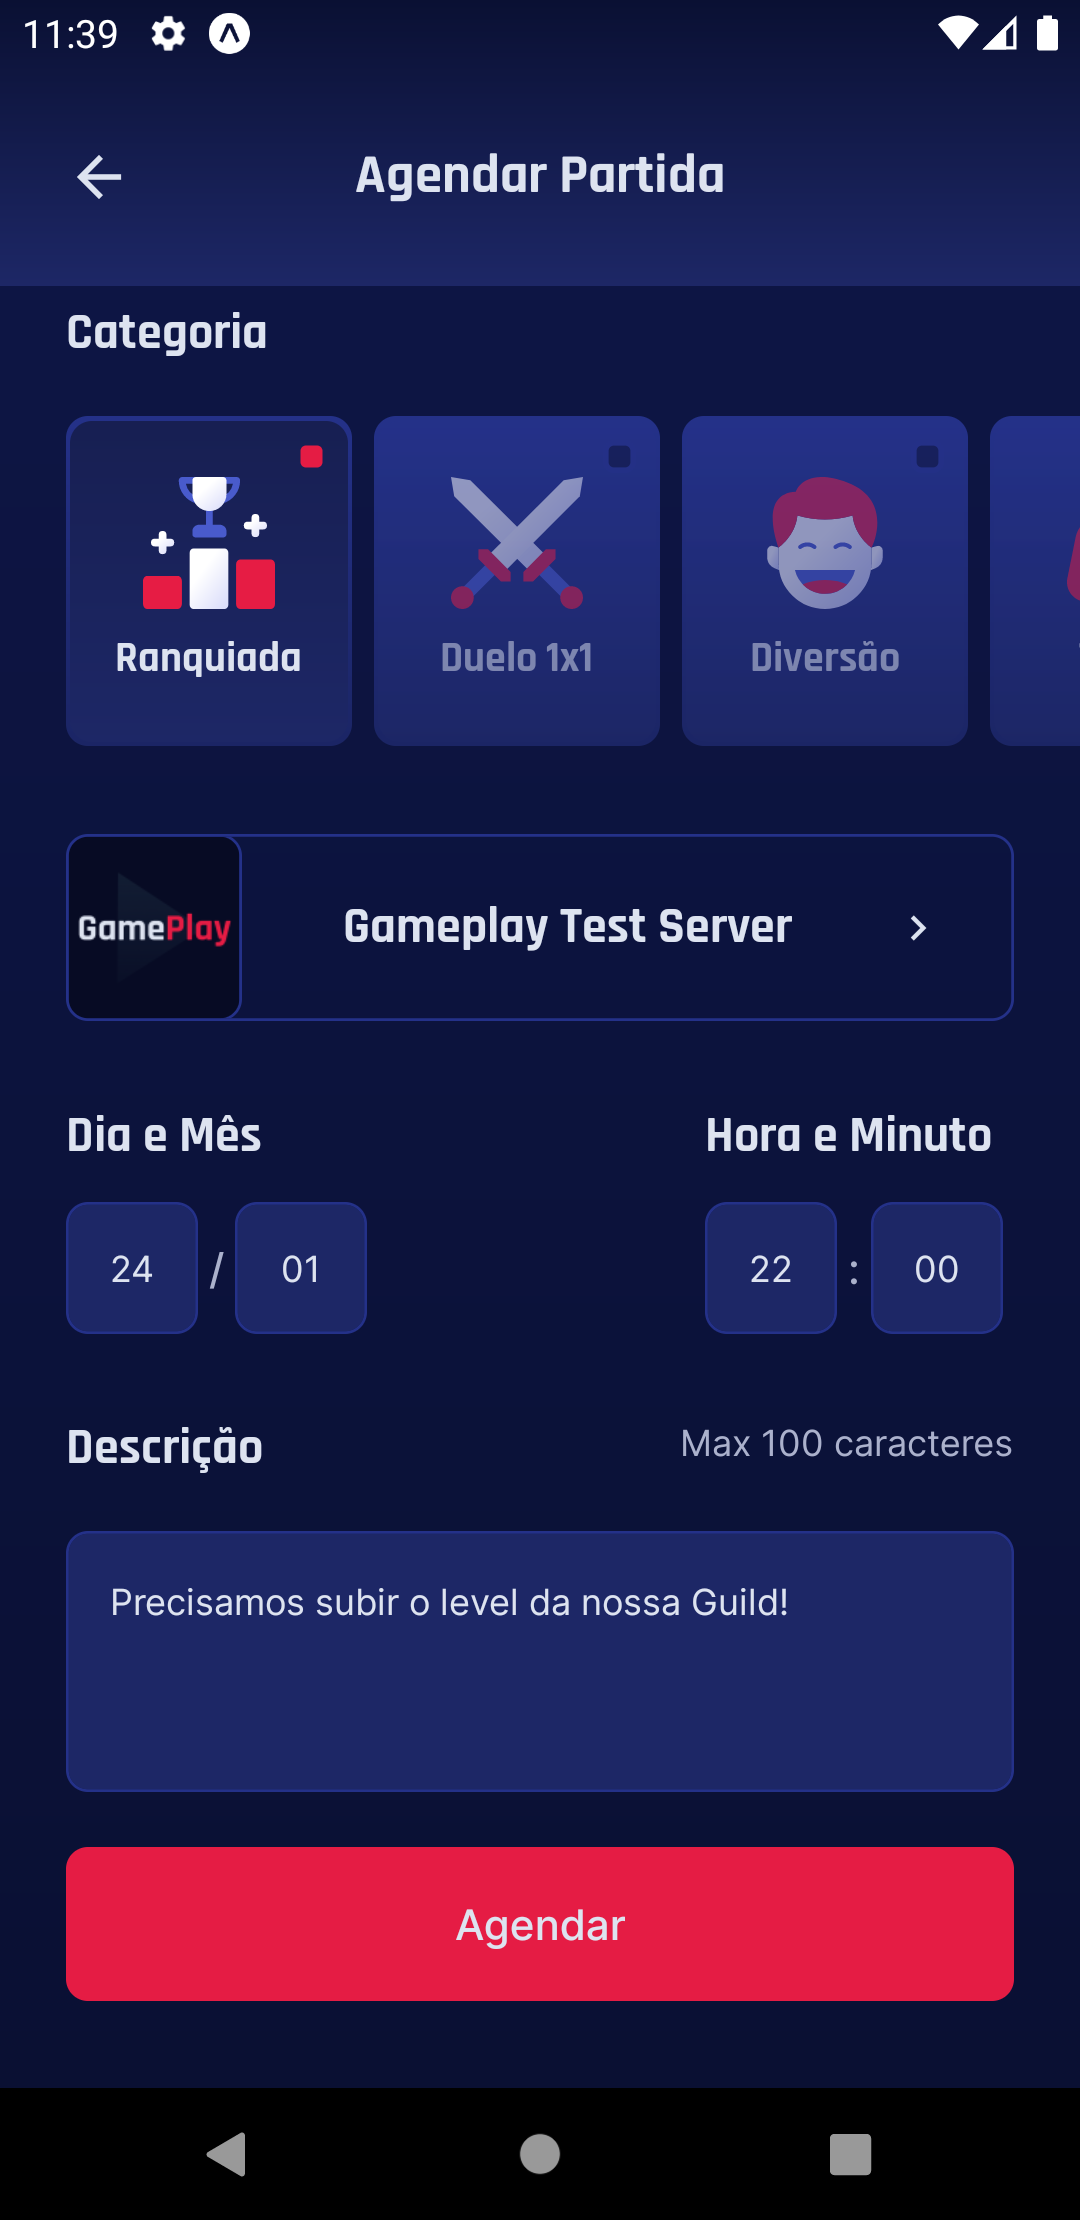 11:39
Agendar Partida
Categoria
Ranquiada
Duelo 1x1
Diversão
GamePlay
Gameplay Test Server
Dia e Mês
Hora e Minuto
24 / 01
22 : 00
Descrição
Max 100 caracteres
Precisamos subir o level da nossa Guild!
Agendar